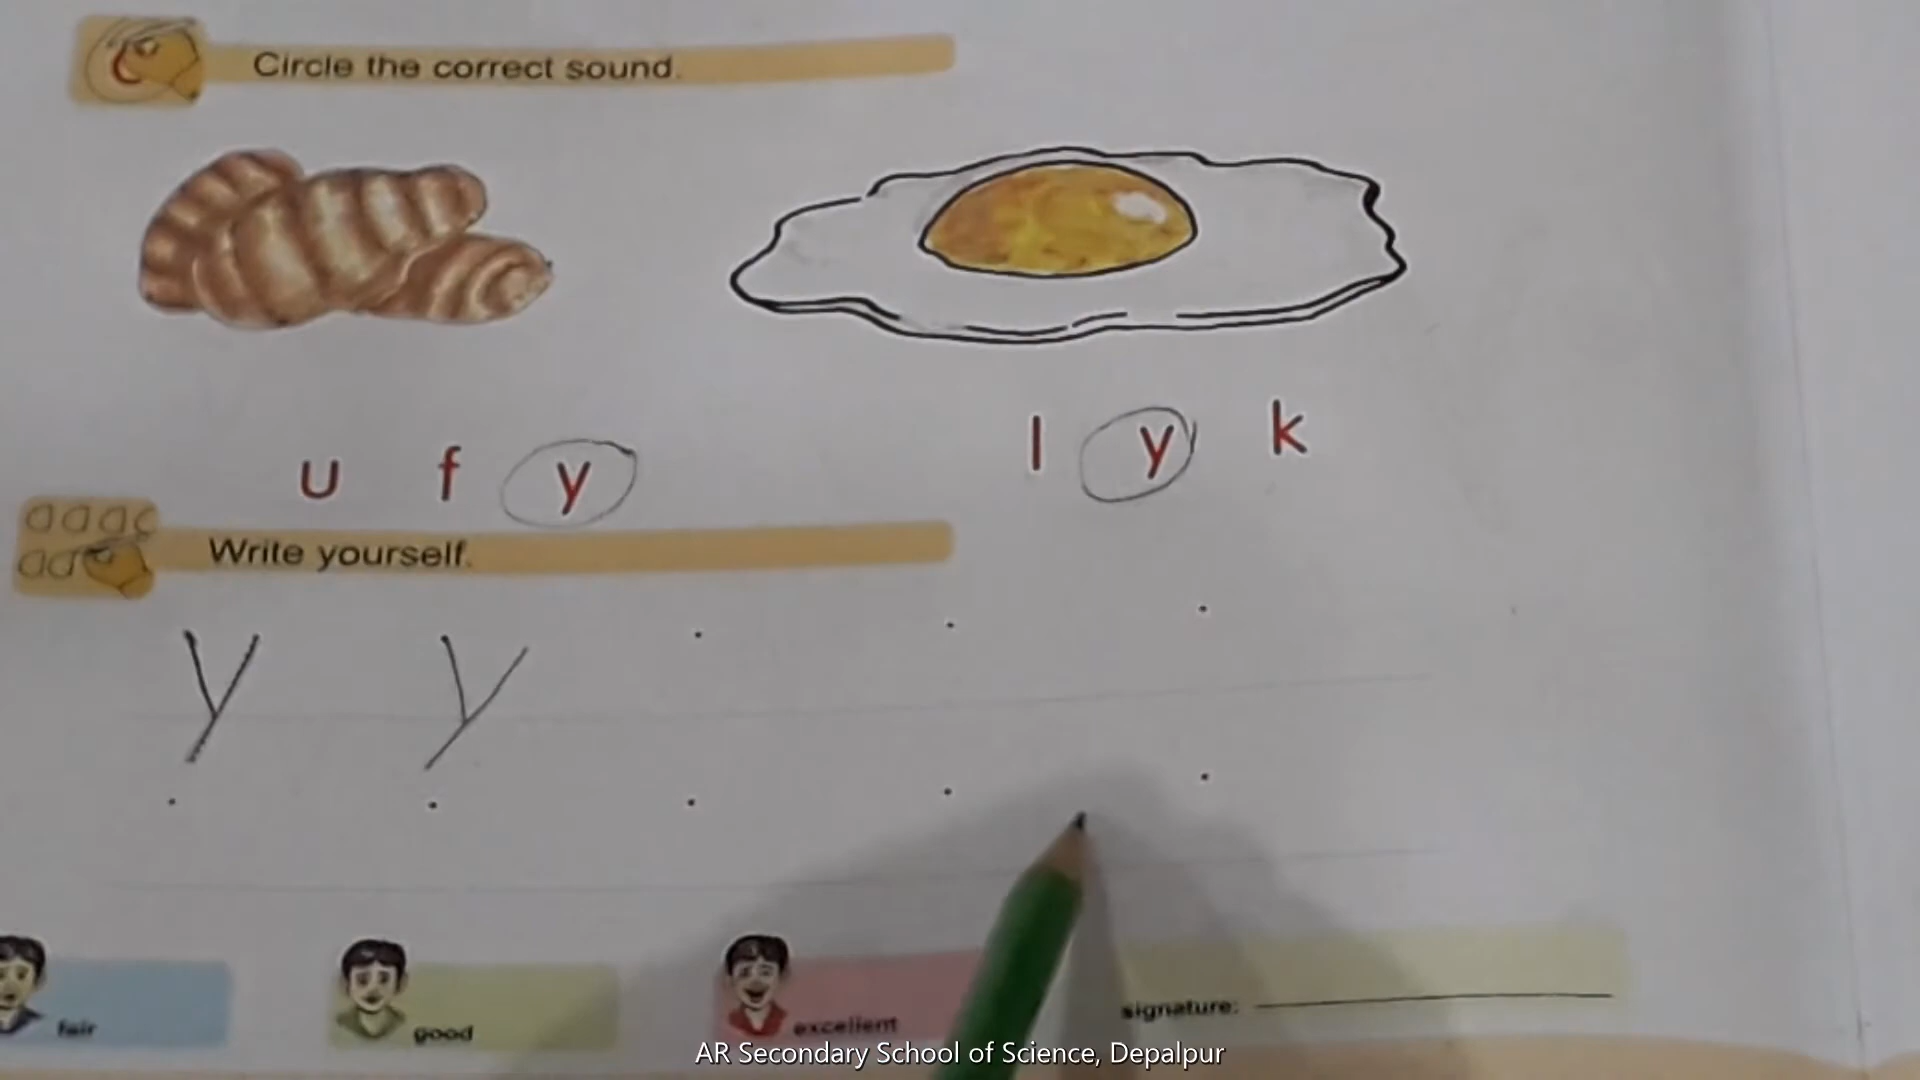 Circle the correct sound.
u f y
l y k
Write yourself.
y y
fair
good
excellent
signature:
AR Secondary School of Science, Depalpur